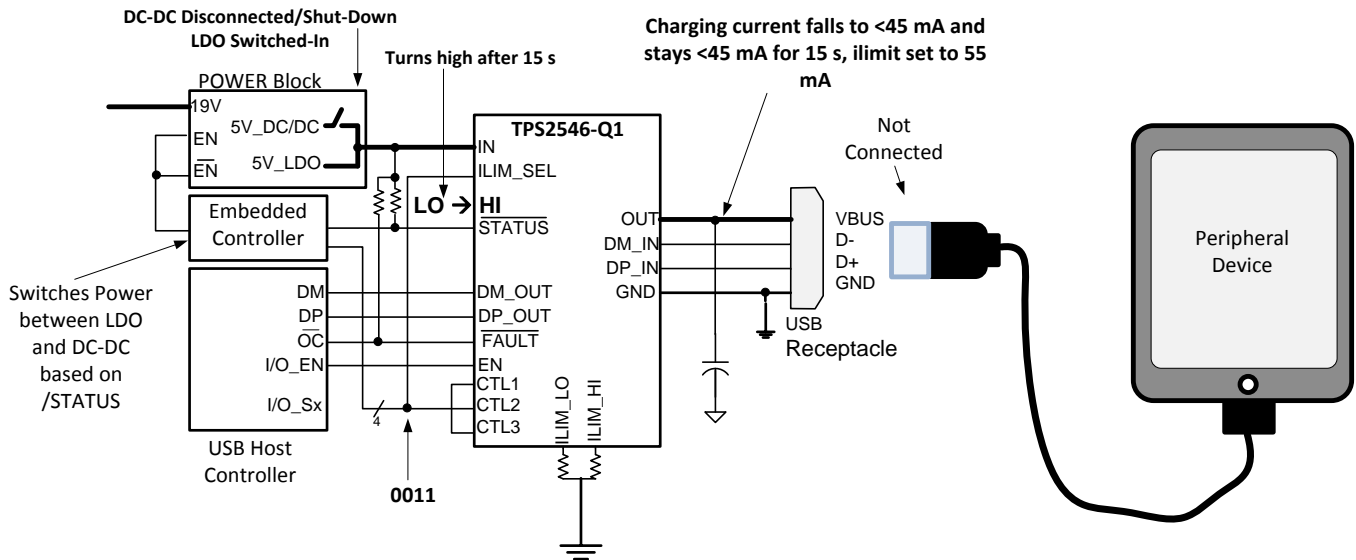 DC-DC Disconnected/Shut-Down
LDO Switched-In
Turns high after 15 s
Charging current falls to <45 mA and
stays <45 mA for 15 s, ilimit set to 55
mA
POWER Block
19V
EN
EN
5V_DC/DC
5V_LDO
TPS2546-Q1
IN
ILIM_SEL
LO → HI
STATUS
DM_OUT
DP_OUT
FAULT
EN
CTL1
CTL2
CTL3
ILIM_LO
ILIM_HI
OUT
DM_IN
DP_IN
GND
Embedded
Controller
Switches Power
between LDO
and DC-DC
based on
/STATUS
DM
DP
OC
I/O_EN
I/O_Sx
USB Host
Controller
4
0011
VBUS
D-
D+
GND
USB
Receptacle
Not
Connected
Peripheral
Device